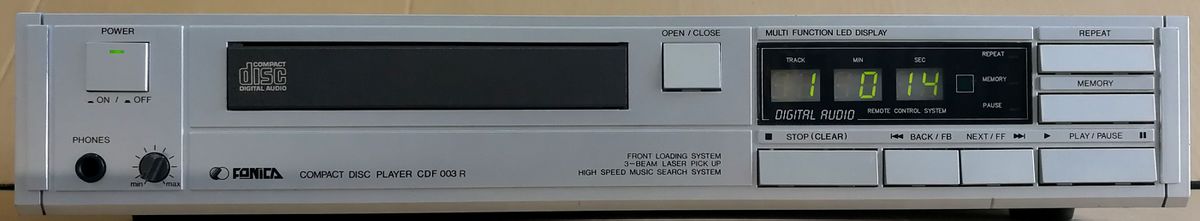 POWER
ON / OFF
PHONES
min max
COMPACT
disc
DIGITAL AUDIO
FONICA
COMPACT DISC PLAYER CDF 003 R
OPEN / CLOSE
FRONT LOADING SYSTEM
3-BEAM LASER PICK UP
HIGH SPEED MUSIC SEARCH SYSTEM
MULTI FUNCTION LED DISPLAY
TRACK MIN SEC
1 0 14
REPEAT
MEMORY
PAUSE
DIGITAL AUDIO REMOTE CONTROL SYSTEM
REPEAT
MEMORY
STOP (CLEAR) BACK / FB NEXT / FF PLAY / PAUSE